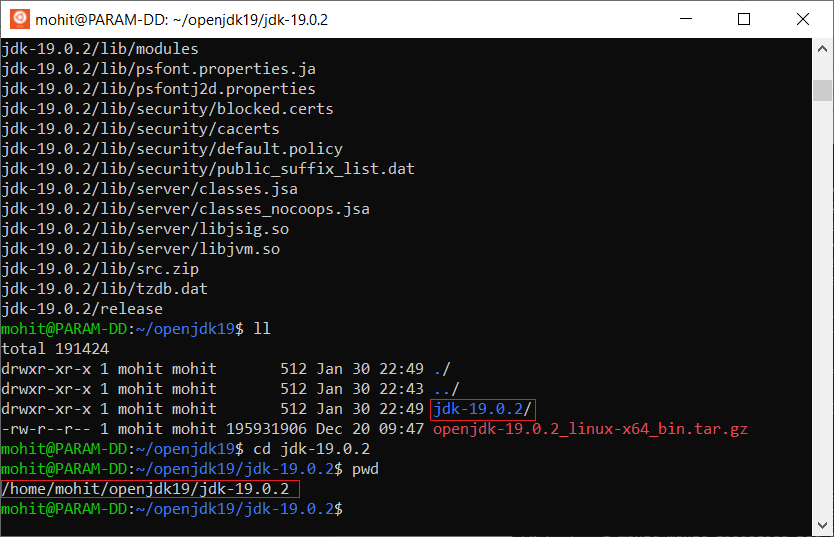 mohit@PARAM-DD: ~/openjdk19/jdk-19.0.2
jdk-19.0.2/lib/modules
jdk-19.0.2/lib/psfont.properties.ja
jdk-19.0.2/lib/psfontj2d.properties
jdk-19.0.2/lib/security/blocked.certs
jdk-19.0.2/lib/security/cacerts
jdk-19.0.2/lib/security/default.policy
jdk-19.0.2/lib/security/public_suffix_list.dat
jdk-19.0.2/lib/server/classes.jsa
jdk-19.0.2/lib/server/classes_nocoops.jsa
jdk-19.0.2/lib/server/libjsig.so
jdk-19.0.2/lib/server/libjvm.so
jdk-19.0.2/lib/src.zip
jdk-19.0.2/lib/tzdb.dat
jdk-19.0.2/release
mohit@PARAM-DD:~/openjdk19$ ll
total 191424
drwxr-xr-x 1 mohit mohit       512 Jan 30 22:49 ./
drwxr-xr-x 1 mohit mohit       512 Jan 30 22:43 ../
drwxr-xr-x 1 mohit mohit       512 Jan 30 22:49 jdk-19.0.2/
-rw-r--r-- 1 mohit mohit 195931906 Dec 20 09:47 openjdk-19.0.2_linux-x64_bin.tar.gz
mohit@PARAM-DD:~/openjdk19$ cd jdk-19.0.2
mohit@PARAM-DD:~/openjdk19/jdk-19.0.2$ pwd
/home/mohit/openjdk19/jdk-19.0.2
mohit@PARAM-DD:~/openjdk19/jdk-19.0.2$